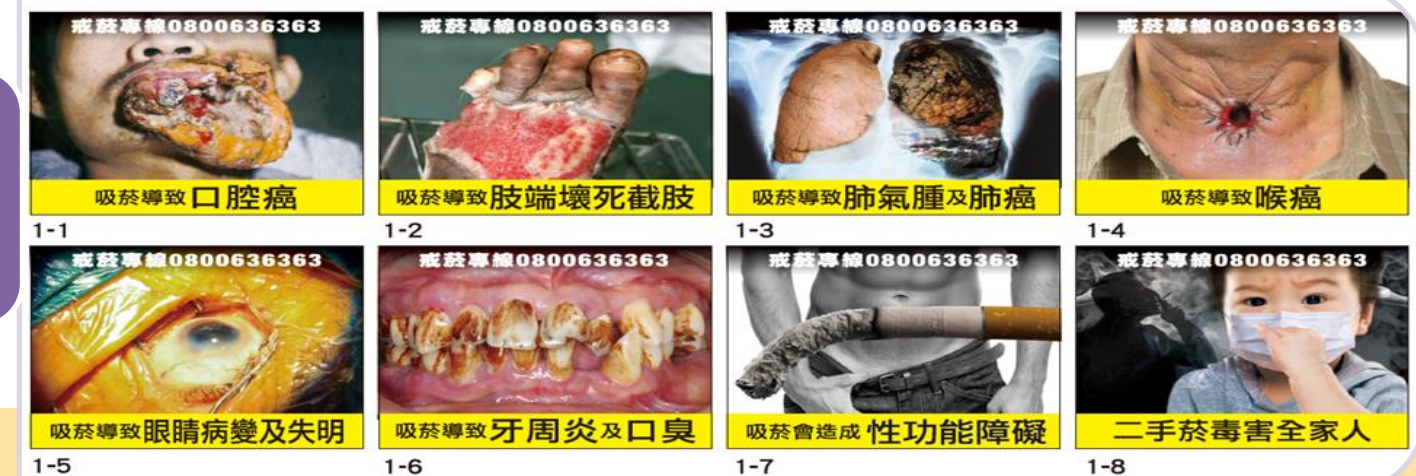 戒菸專線0800636363
吸菸導致口腔癌
1-1
戒菸專線0800636363
吸菸導致肢端壞死截肢
1-2
戒菸專線0800636363
吸菸導致肺氣腫及肺癌
1-3
戒菸專線0800636363
吸菸導致喉癌
1-4
戒菸專線0800636363
吸菸導致眼睛病變及失明
1-5
戒菸專線0800636363
吸菸導致牙周炎及口臭
1-6
戒菸專線0800636363
吸菸會造成 性功能障礙
1-7
戒菸專線0800636363
二手菸毒害全家人
1-8